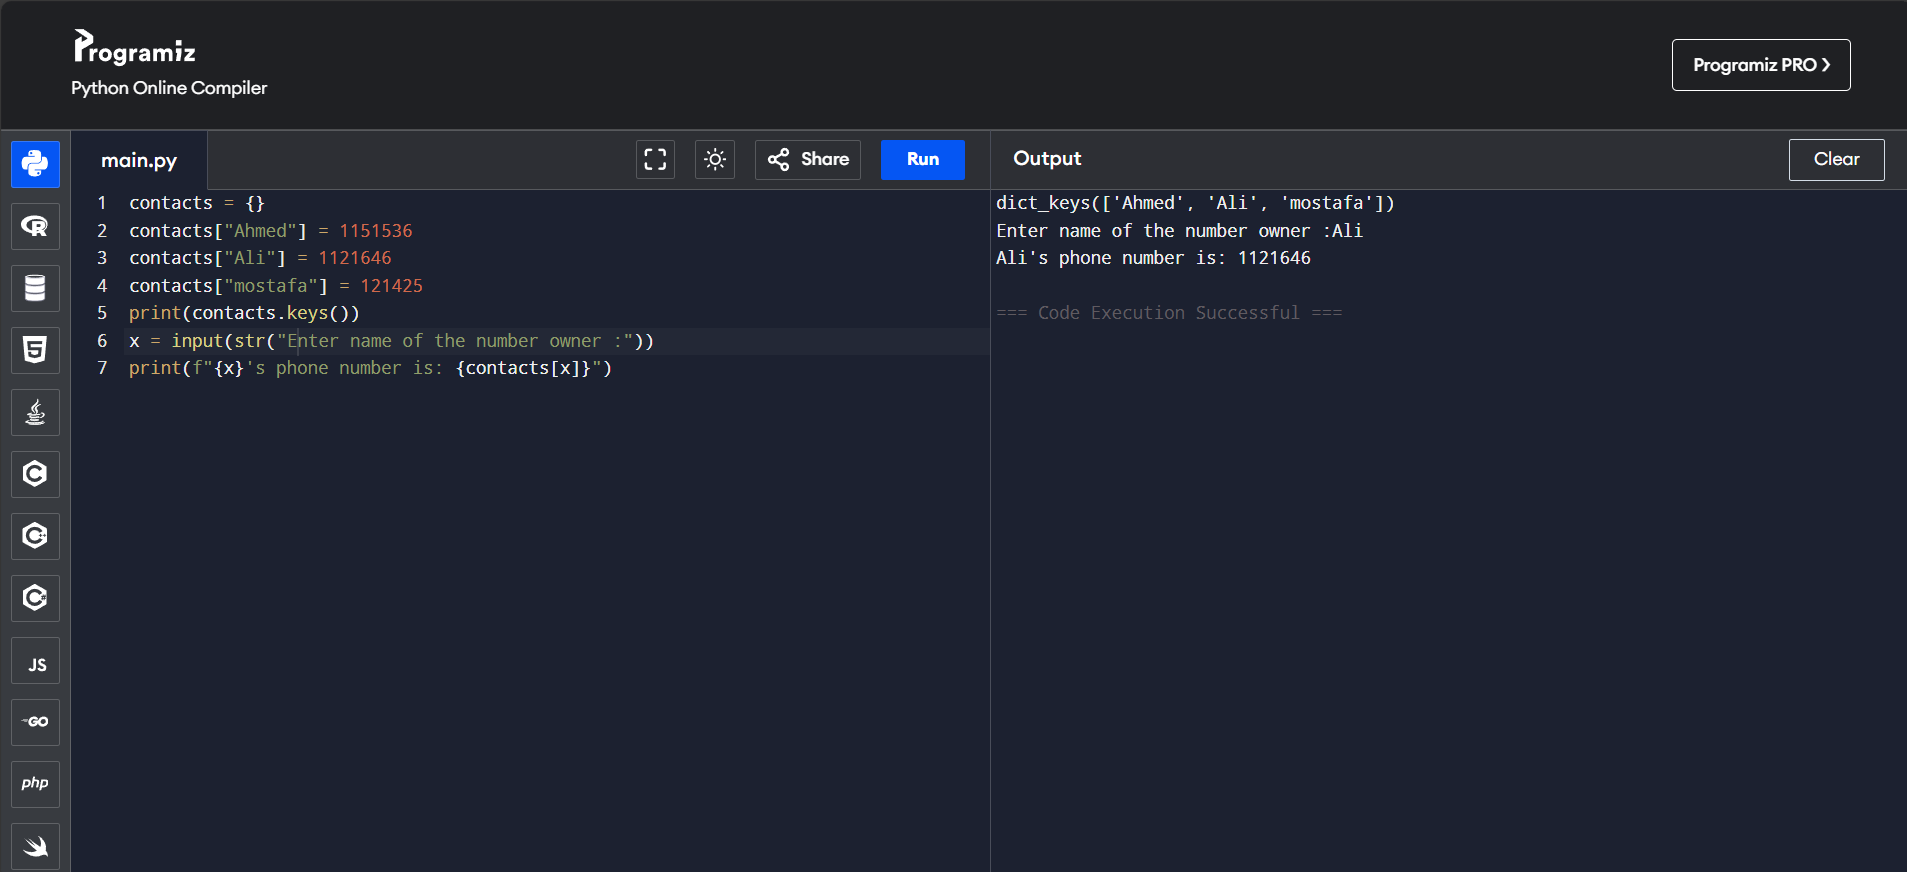 Programiz
Python Online Compiler
Programiz PRO ❯
main.py
Share
Run
Output
Clear
1 contacts = {}
2 contacts["Ahmed"] = 1151536
3 contacts["Ali"] = 1121646
4 contacts["mostafa"] = 121425
5 print(contacts.keys())
6 x = input(str("Enter name of the number owner :"))
7 print(f"{x}'s phone number is: {contacts[x]}")
dict_keys(['Ahmed', 'Ali', 'mostafa'])
Enter name of the number owner :Ali
Ali's phone number is: 1121646
=== Code Execution Successful ===
R
5
C
C++
C#
JS
GO
php